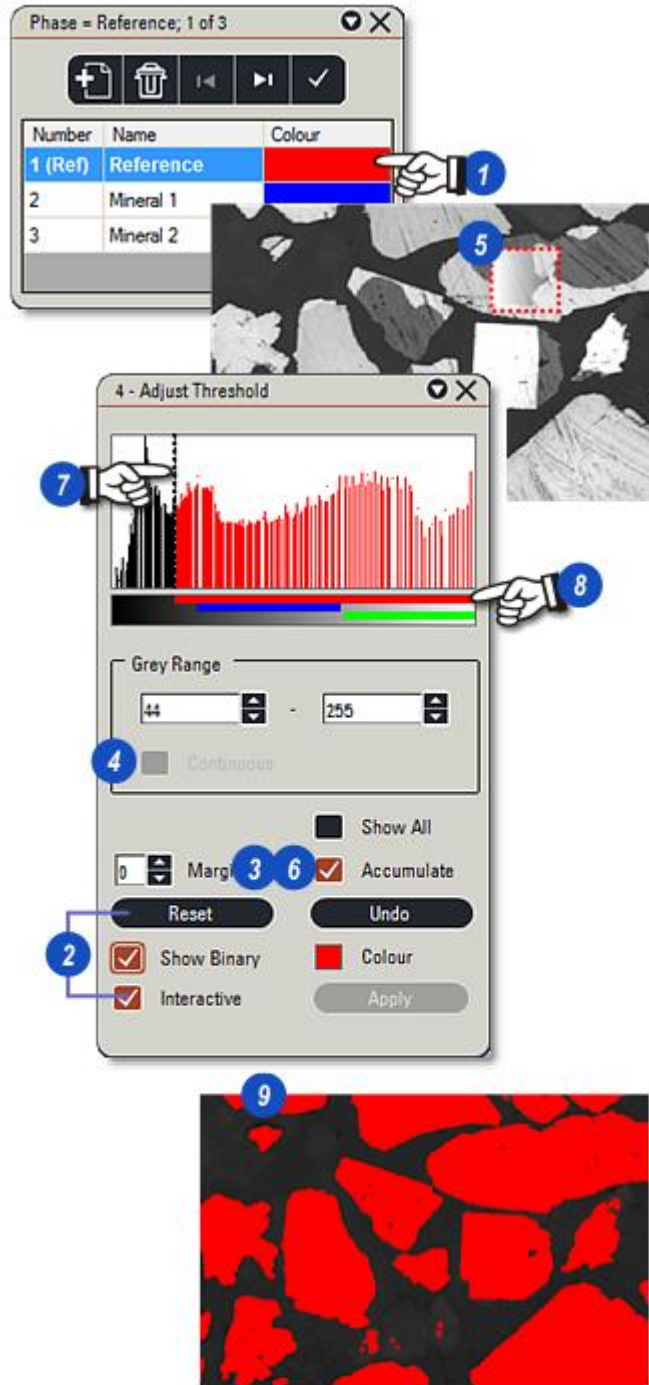 Phase = Reference; 1 of 3
Number Name Colour
1 (Ref) Reference
1
2 Mineral 1
3 Mineral 2
5
4 - Adjust Threshold
7
8
Grey Range
44 - 255
4 Continuous
Show All
0 3 6 Accumulate
Reset Undo
2 Show Binary Colour
Interactive Apply
9